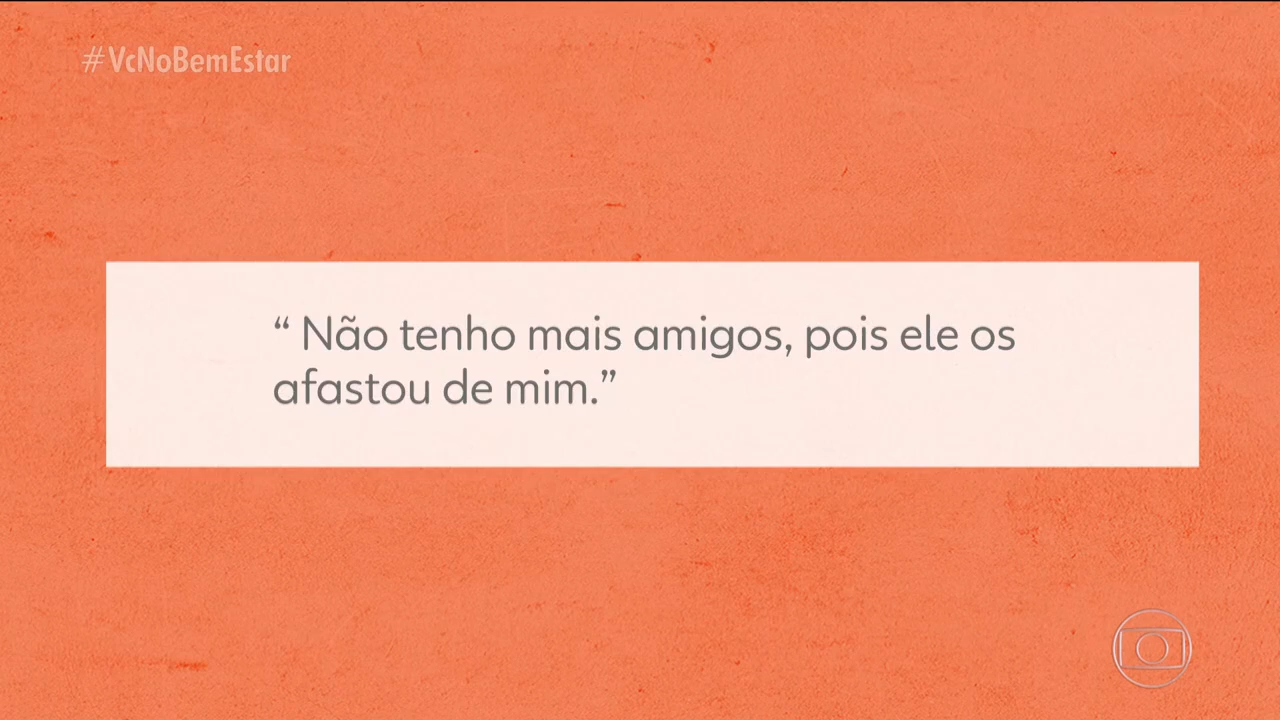 #VcNoBemEstar
“ Não tenho mais amigos, pois ele os
afastou de mim.”